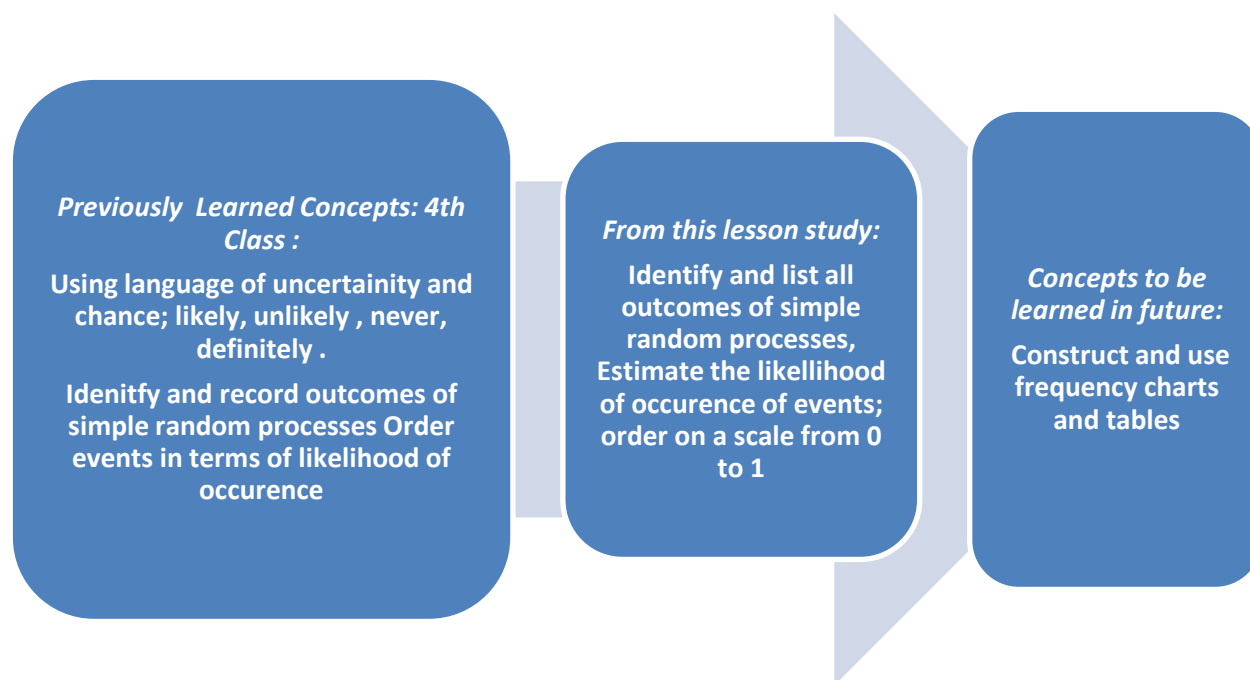 Previously Learned Concepts: 4th
Class :
Using language of uncertainity and
chance; likely, unlikely , never,
definitely .
Idenitfy and record outcomes of
simple random processes Order
events in terms of likelihood of
occurence
From this lesson study:
Identify and list all
outcomes of simple
random processes,
Estimate the likellihood
of occurence of events;
order on a scale from 0
to 1
Concepts to be
learned in future:
Construct and use
frequency charts
and tables